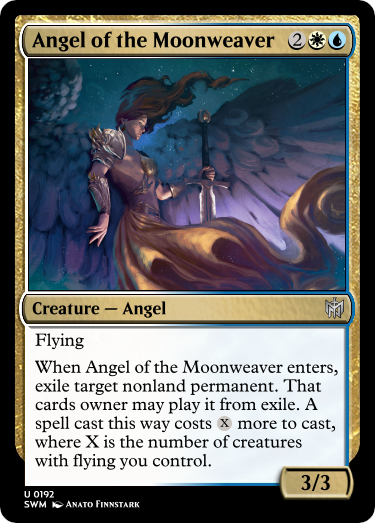 Angel of the Moonweaver 2
Creature — Angel
Flying
When Angel of the Moonweaver enters,
exile target nonland permanent. That
cards owner may play it from exile. A
spell cast this way costs X more to cast,
where X is the number of creatures
with flying you control.
3/3
U 0192
SWM Anato Finnstark